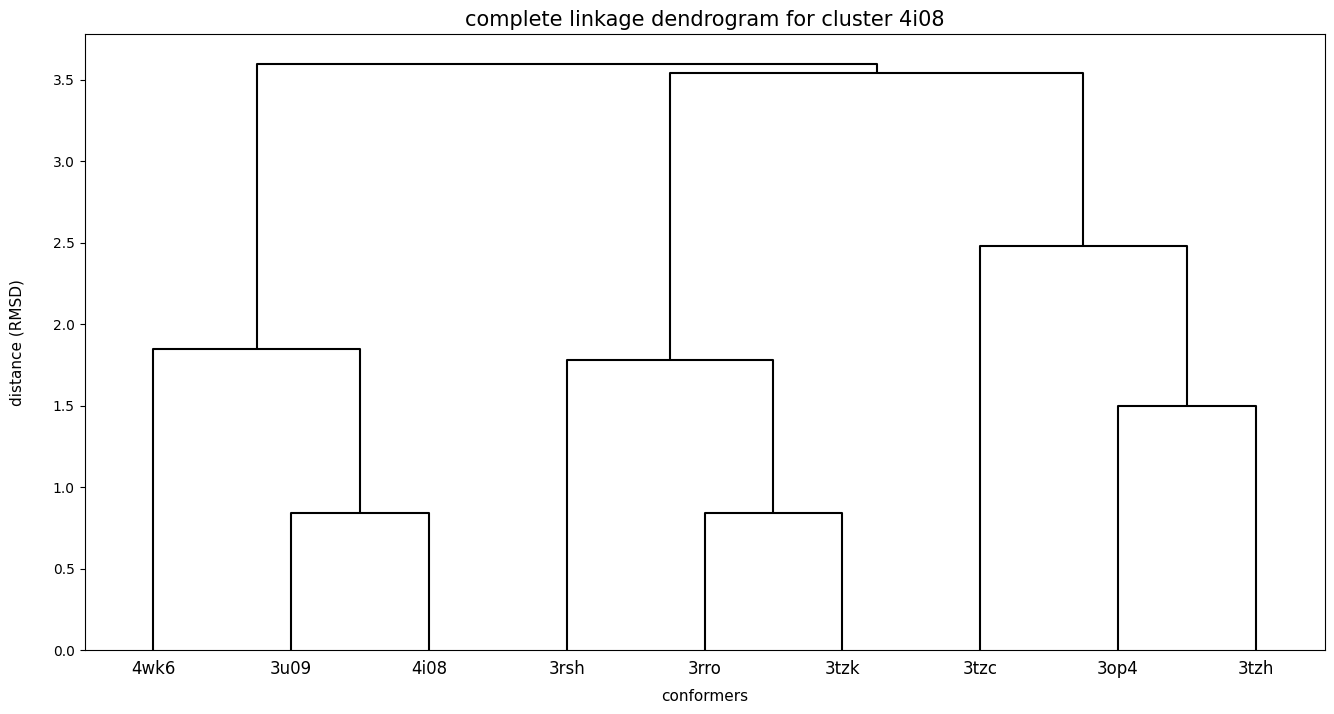 complete linkage dendrogram for cluster 4i08
3.5
3.0
2.5
2.0
1.5
1.0
0.5
0.0
distance (RMSD)
4wk6 3u09 4i08 3rsh 3rro 3tzk 3tzc 3op4 3tzh
conformers